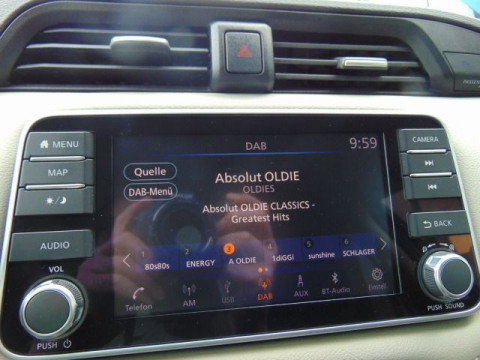 MENU
MAP
AUDIO
VOL
PUSH
DAB
9:59
Quelle
DAB-Menü
Absolut OLDIE
OLDIES
Absolut OLDIE CLASSICS -
Greatest Hits
1 80s80s
2 ENERGY
3 A OLDIE
4 1diGGi
5 sunshine
6 SCHLAGER
Telefon
AM
USB
DAB
AUX
BT-Audio
Einstel
CAMERA
BACK
PUSH SOUND